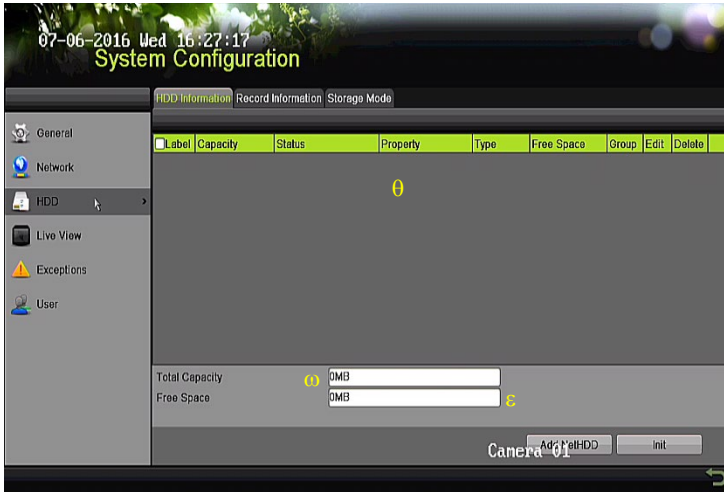 07-06-2016 Wed 16:27:17
System Configuration
HDD Information Record Information Storage Mode
General
Network
HDD
Live View
Exceptions
User
Label Capacity Status Property Type Free Space Group Edit Delete
θ
Total Capacity ω 0MB
Free Space 0MB ε
Add NetHDD Init
Camera 01